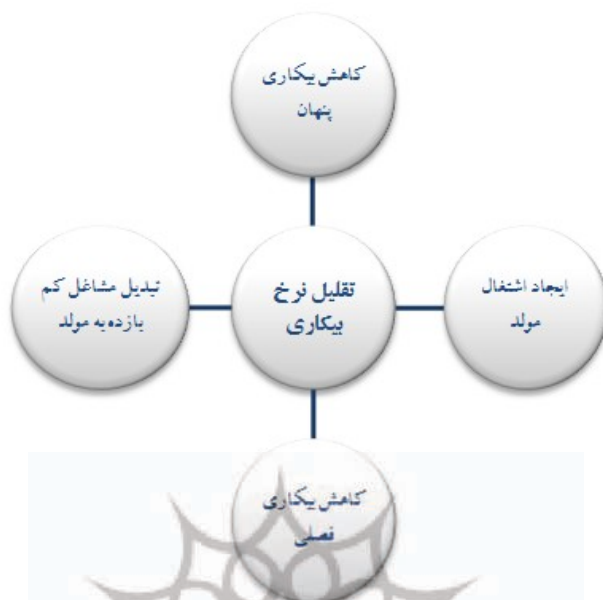 کاهش بیکاری
پنهان
ایجاد اشتغال
مولد
تقلیل نرخ
بیکاری
تبدیل مشاغل کم
بازده به مولد
کاهش بیکاری
فصلی